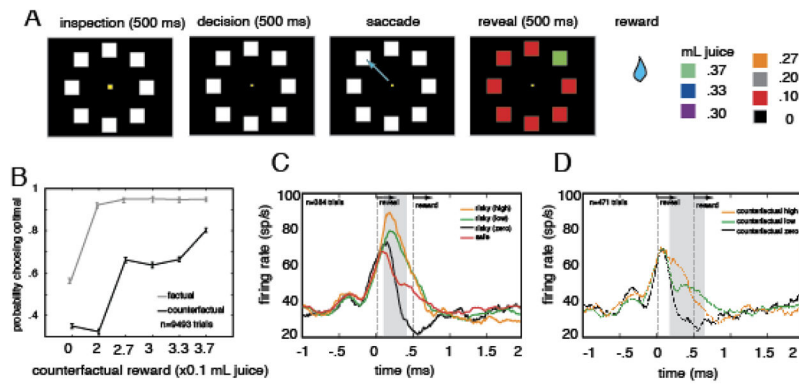 A
inspection (500 ms) decision (500 ms) saccade reveal (500 ms) reward
mL juice
.37 .27
.33 .20
.30 .10
0
B
probability choosing optimal
1
.8
.6
.4
factual
counterfactual
n=9493 trials
0 2 2.7 3 3.3 3.7
counterfactual reward (x0.1 mL juice)
C
firing rate (sp/s)
100
80
60
40
20
reveal
reward
risky (high)
risky (low)
risky (zero)
safe
-1 -.5 0 .5 1 1.5 2
time (ms)
D
firing rate (sp/s)
100
80
60
40
20
n=471 trials
reveal
reward
counterfactual high
counterfactual low
counterfactual zero
-1 -.5 0 .5 1 1.5 2
time (ms)